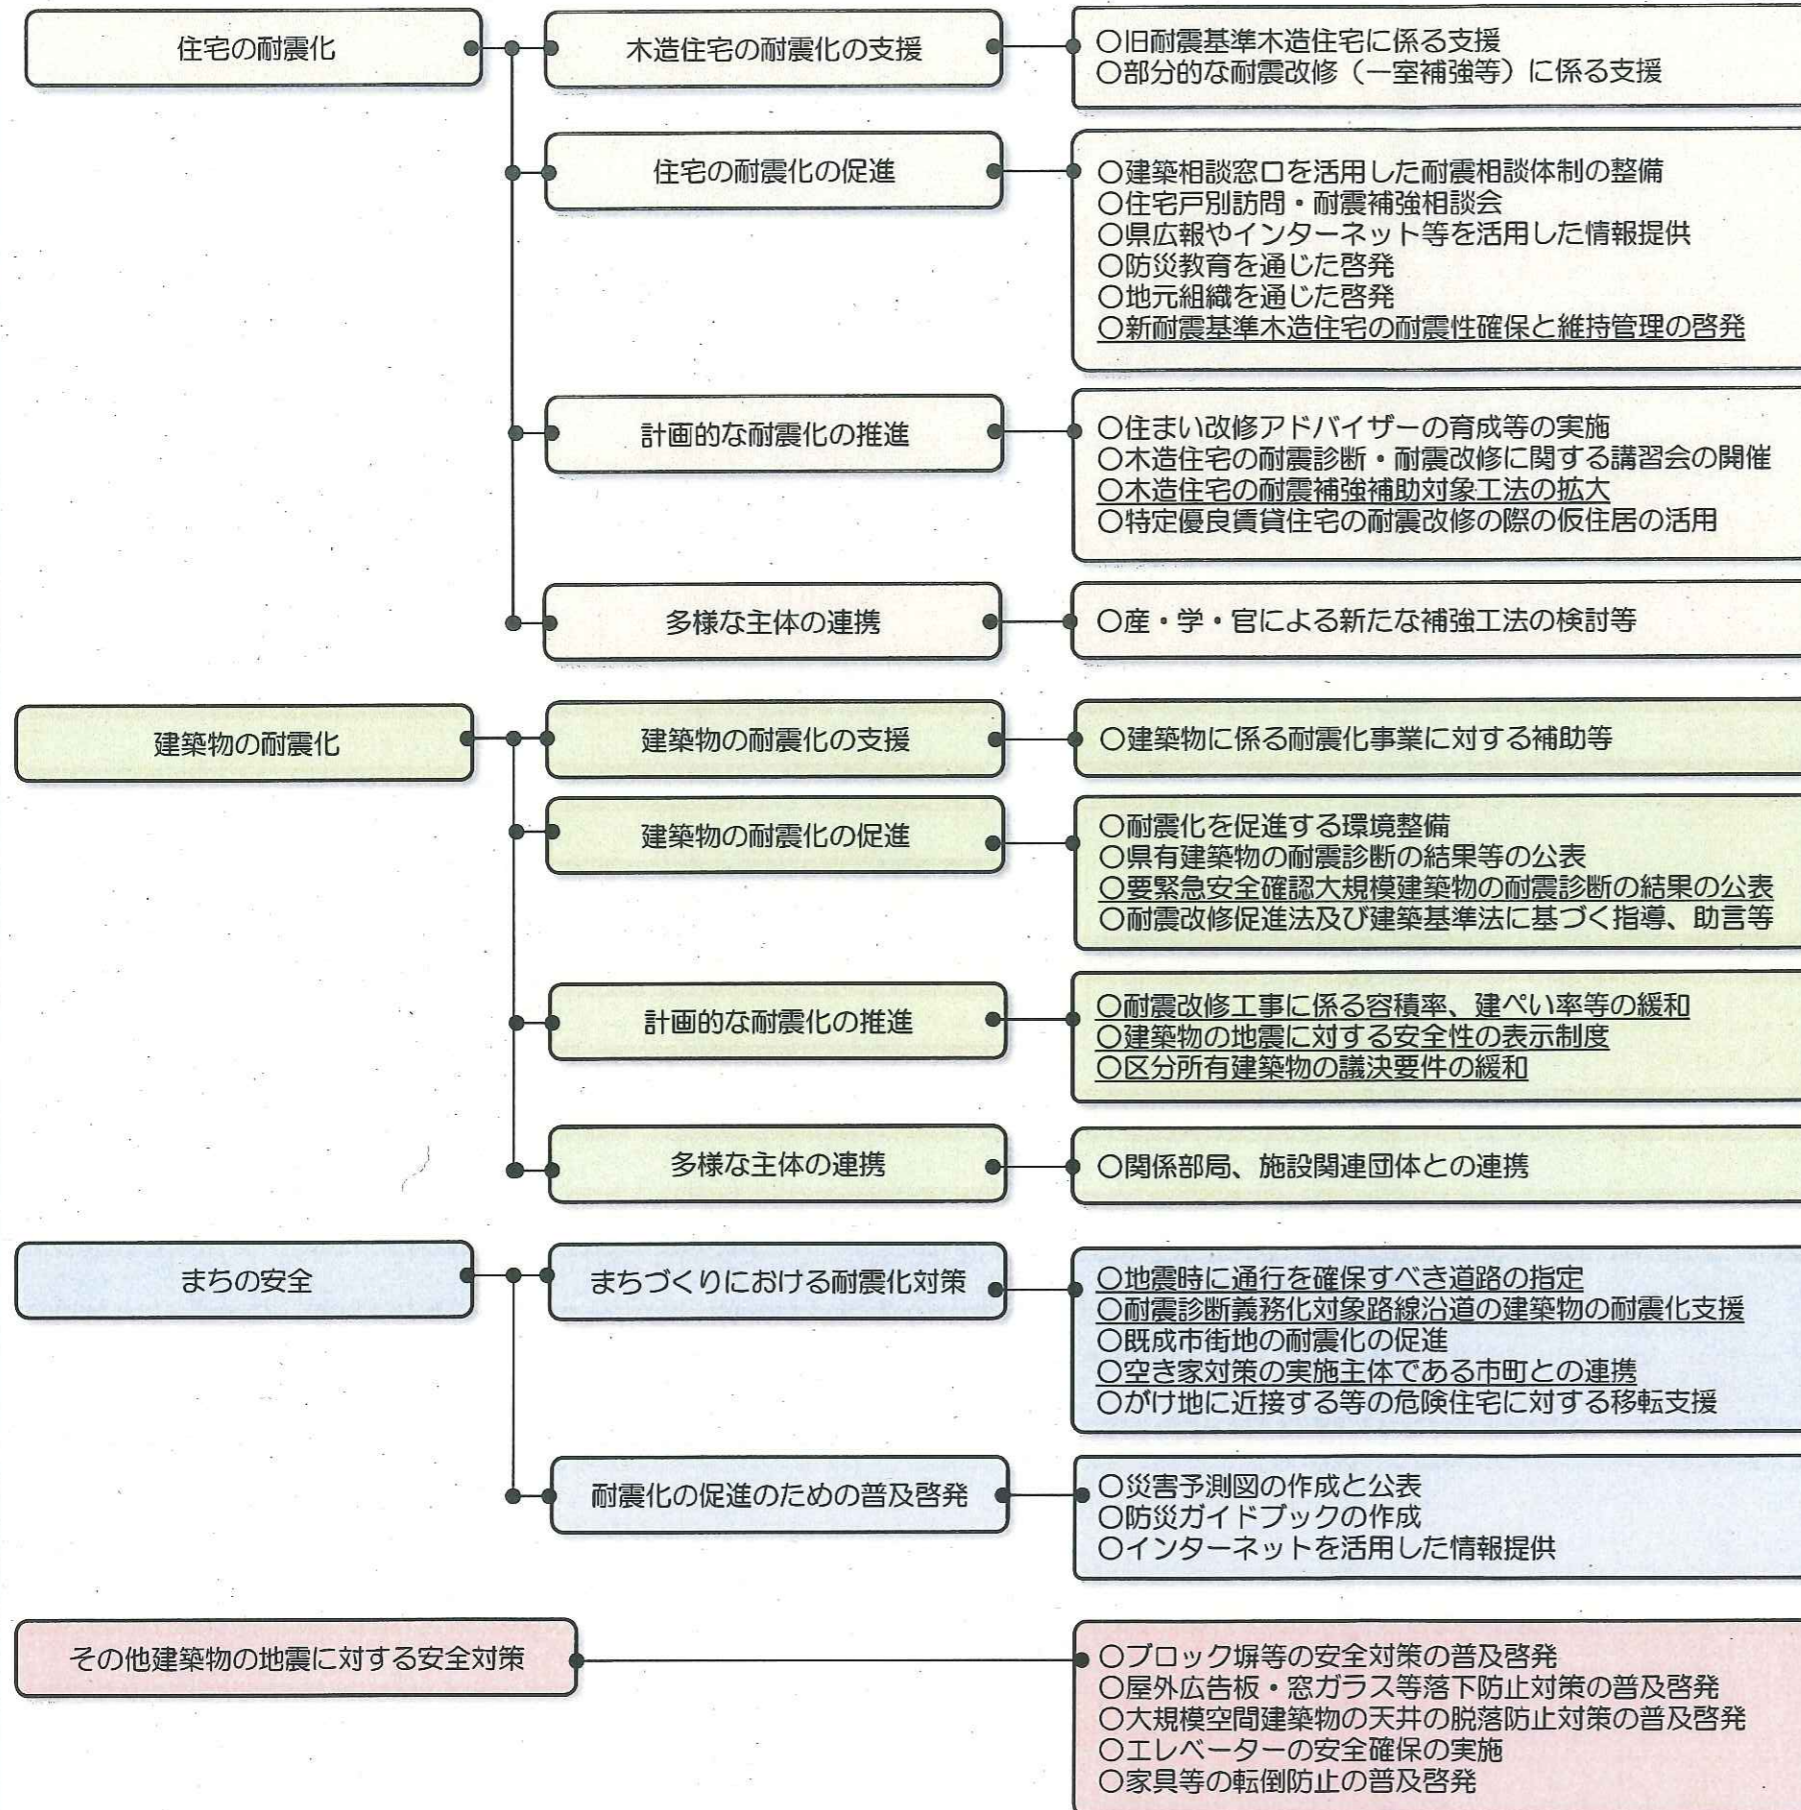 住宅の耐震化
木造住宅の耐震化の支援
〇旧耐震基準木造住宅に係る支援
〇部分的な耐震改修（一室補強等）に係る支援
住宅の耐震化の促進
〇建築相談窓口を活用した耐震相談体制の整備
〇住宅戸別訪問・耐震補強相談会
〇県広報やインターネット等を活用した情報提供
〇防災教育を通じた啓発
〇地元組織を通じた啓発
〇新耐震基準木造住宅の耐震性確保と維持管理の啓発
計画的な耐震化の推進
〇住まい改修アドバイザーの育成等の実施
〇木造住宅の耐震診断・耐震改修に関する講習会の開催
〇木造住宅の耐震補強補助対象工法の拡大
〇特定優良賃貸住宅の耐震改修の際の仮住居の活用
多様な主体の連携
〇産・学・官による新たな補強工法の検討等
建築物の耐震化
建築物の耐震化の支援
〇建築物に係る耐震化事業に対する補助等
建築物の耐震化の促進
〇耐震化を促進する環境整備
〇県有建築物の耐震診断の結果等の公表
〇要緊急安全確認大規模建築物の耐震診断の結果の公表
〇耐震改修促進法及び建築基準法に基づく指導、助言等
計画的な耐震化の推進
〇耐震改修工事に係る容積率、建ぺい率等の緩和
〇建築物の地震に対する安全性の表示制度
〇区分所有建築物の議決要件の緩和
多様な主体の連携
〇関係部局、施設関連団体との連携
まちの安全
まちづくりにおける耐震化対策
〇地震時に通行を確保すべき道路の指定
〇耐震診断義務化対象路線沿道の建築物の耐震化支援
〇既成市街地の耐震化の促進
〇空き家対策の実施主体である市町との連携
〇がけ地に近接する等の危険住宅に対する移転支援
耐震化の促進のための普及啓発
〇災害予測図の作成と公表
〇防災ガイドブックの作成
〇インターネットを活用した情報提供
その他建築物の地震に対する安全対策
〇ブロック塀等の安全対策の普及啓発
〇屋外広告板・窓ガラス等落下防止対策の普及啓発
〇大規模空間建築物の天井の脱落防止対策の普及啓発
〇エレベーターの安全確保の実施
〇家具等の転倒防止の普及啓発